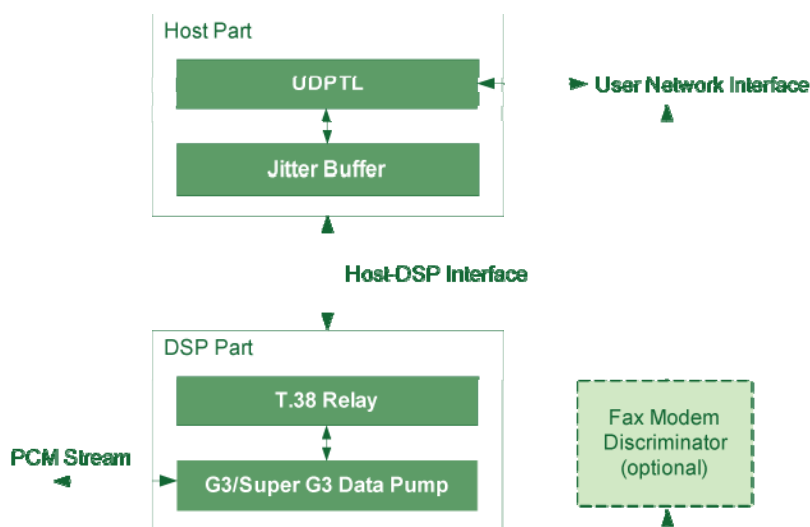 Host Part
UDPTL
User Network Interface
Jitter Buffer
Host-DSP Interface
DSP Part
T.38 Relay
Fax Modem
Discriminator
(optional)
PCM Stream
G3/Super G3 Data Pump